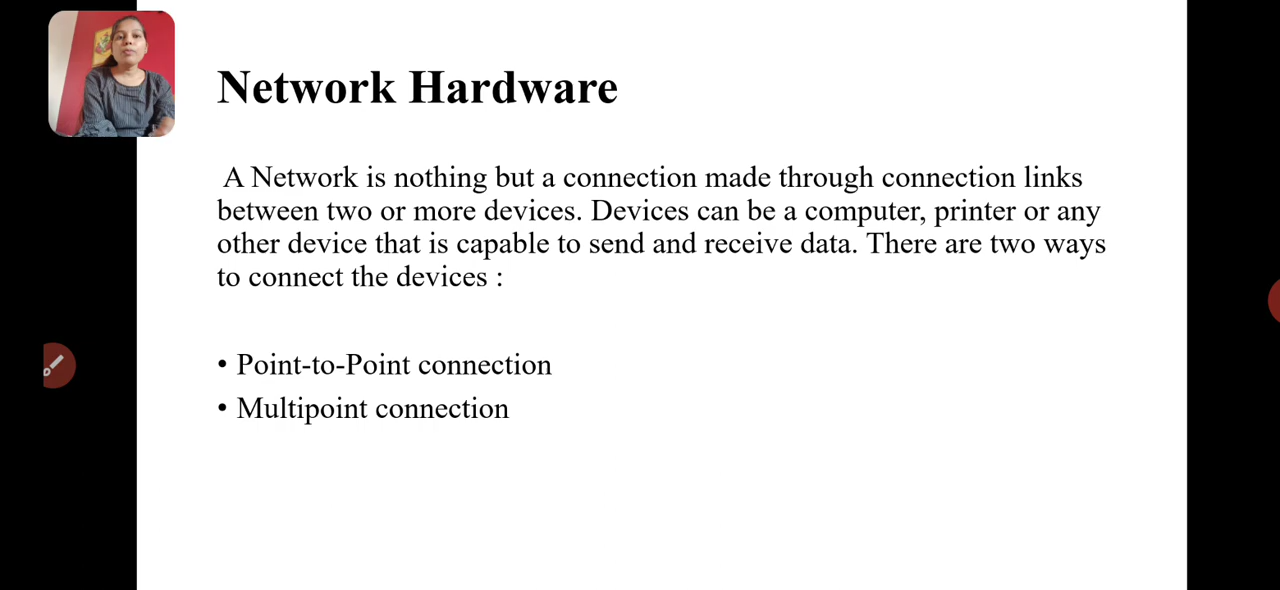 Network Hardware
A Network is nothing but a connection made through connection links
between two or more devices. Devices can be a computer, printer or any
other device that is capable to send and receive data. There are two ways
to connect the devices :
• Point-to-Point connection
• Multipoint connection